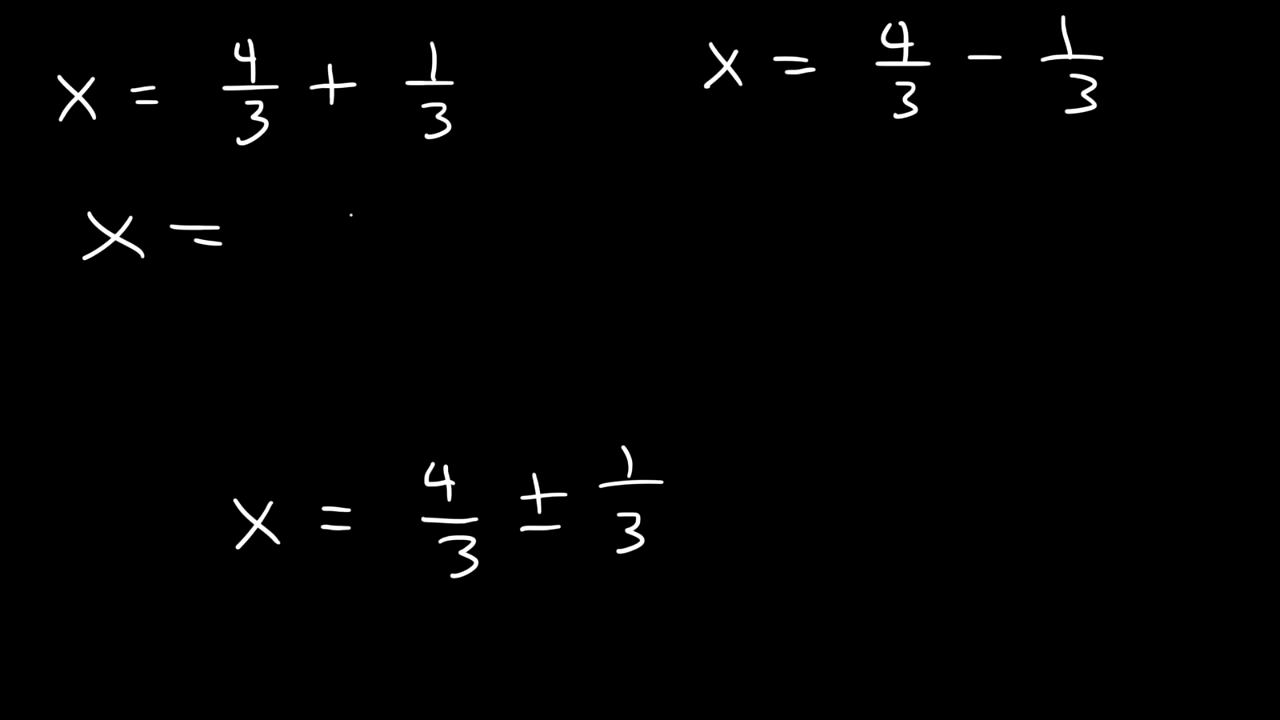 x = 4/3 + 1/3
x = 4/3 - 1/3
x =
x = 4/3 ± 1/3